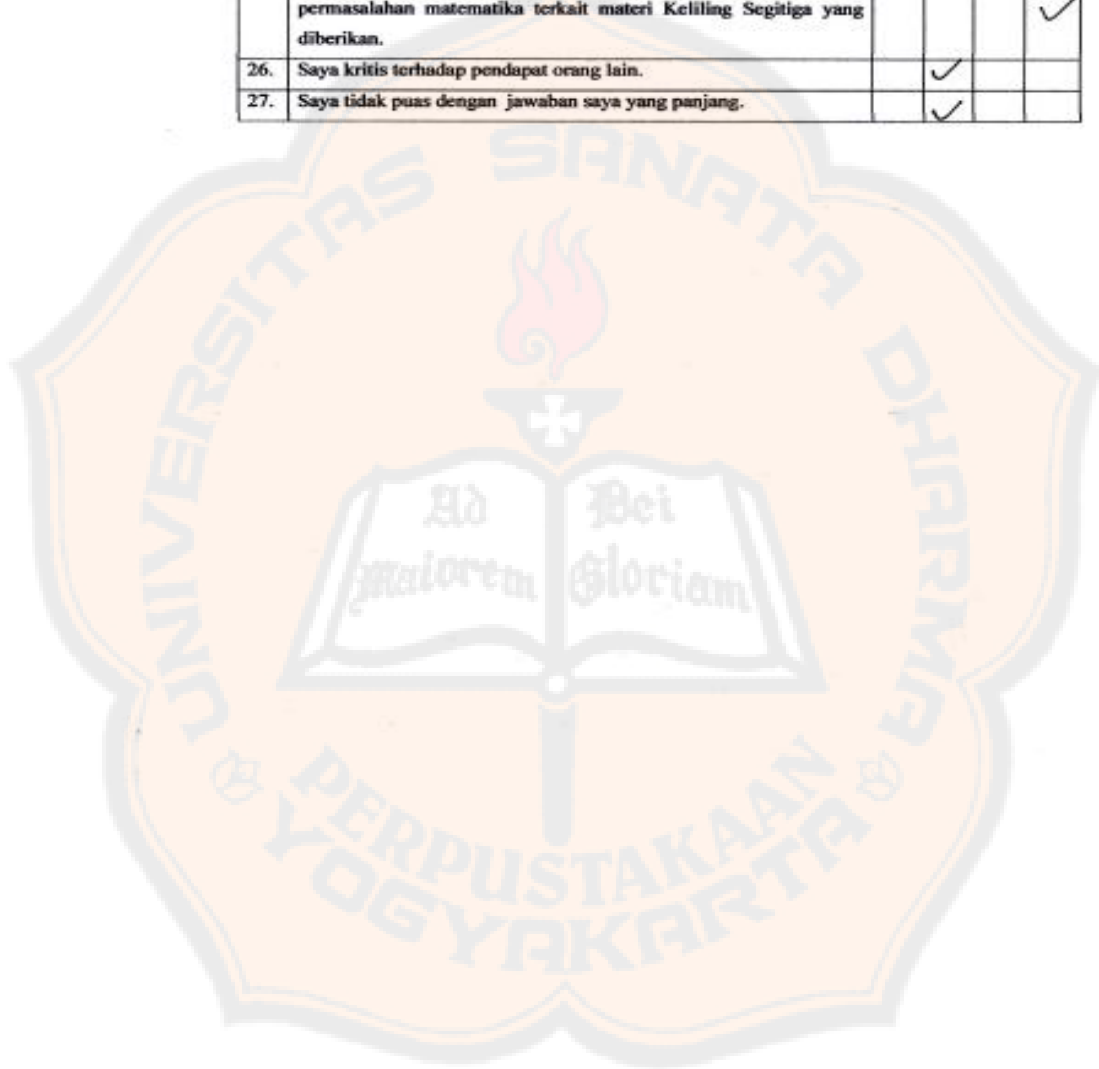 permasalahan matematika terkait materi Keliling Segitiga yang ✓
diberikan.
26. Saya kritis terhadap pendapat orang lain. ✓
27. Saya tidak puas dengan jawaban saya yang panjang. ✓
UNIVERSITAS SANATA DHARMA
Ad Dei
maiorem Gloriam
PERPUSTAKAAN
YOGYAKARTA